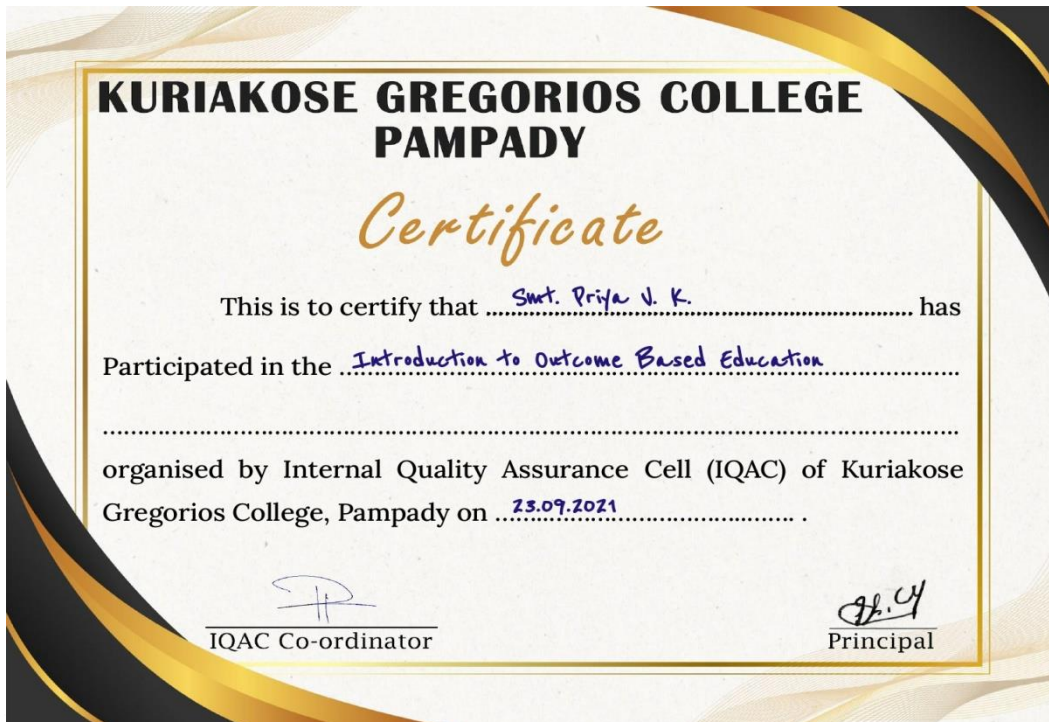 KURIAKOSE GREGORIOS COLLEGE
PAMPADY
Certificate
This is to certify that ....Smt. Priya V. K.................... has
Participated in the ....Introduction to Outcome Based Education....................
........................................................................................
organised by Internal Quality Assurance Cell (IQAC) of Kuriakose
Gregorios College, Pampady on ....23.09.2021.................... .
IQAC Co-ordinator
Principal